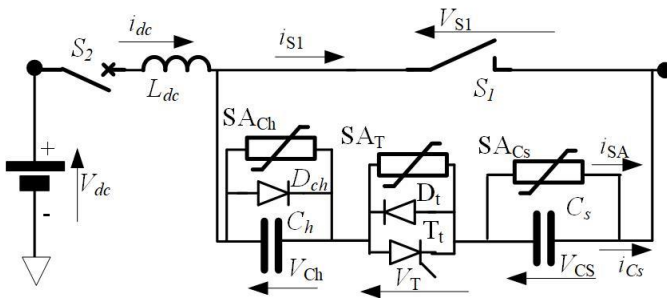 i_dc
i_S1
V_S1
S_2
L_dc
S_1
SA_Ch
SA_T
SA_Cs
i_SA
+
V_dc
-
D_ch
D_t
C_h
T_t
C_s
V_Ch
V_T
V_CS
i_Cs